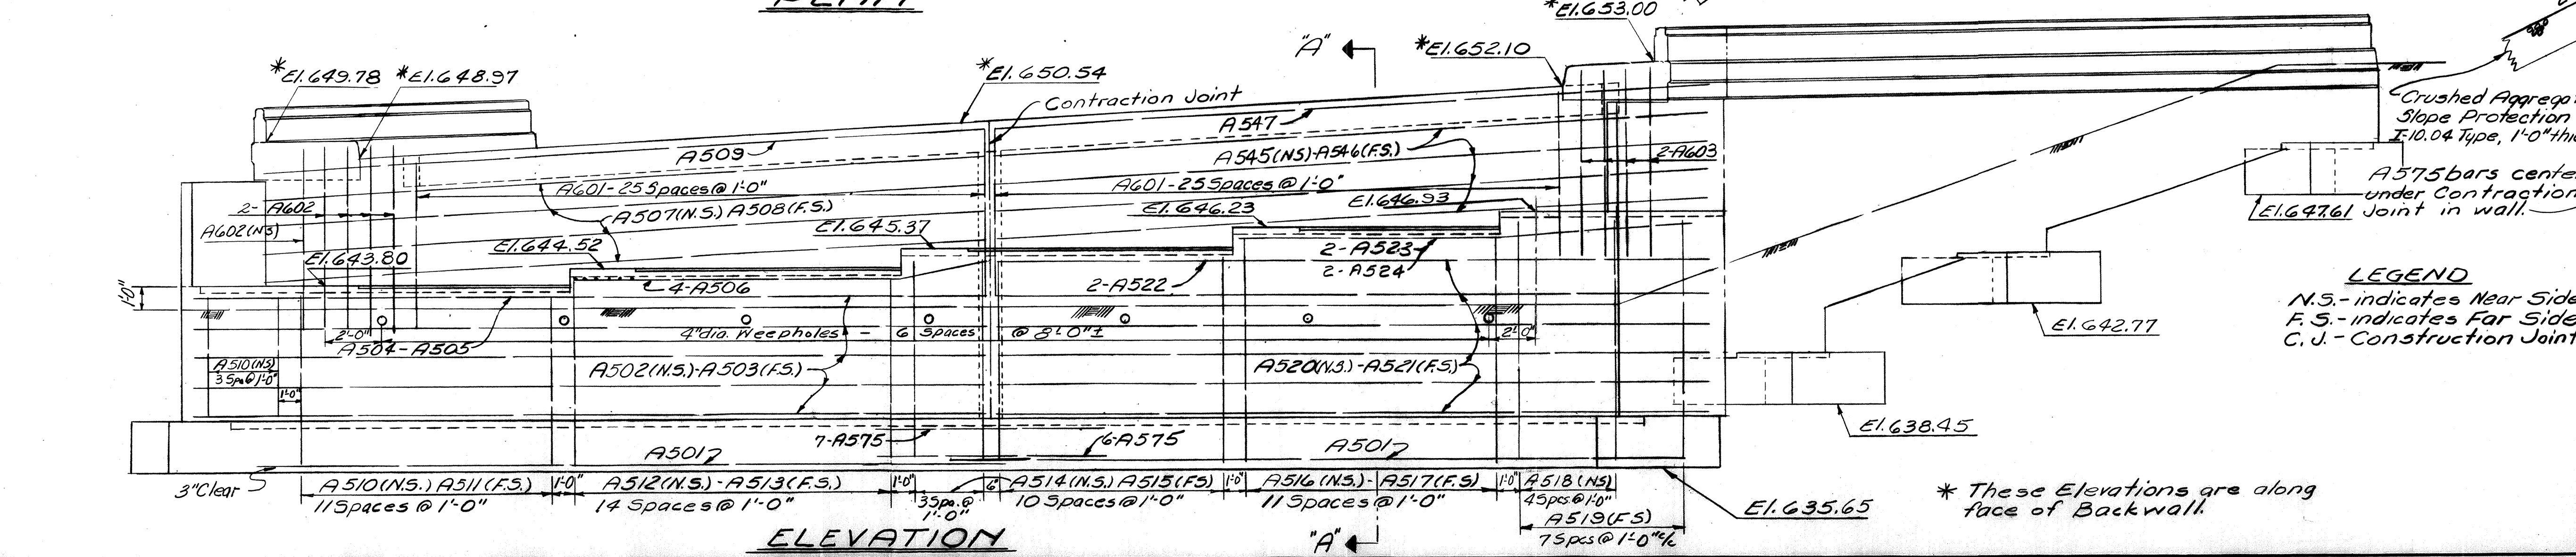 *El.653.00
"A"
*El.652.10
*El.649.78 *El.648.97
*El.650.54
Contraction Joint
A547
A509
A545(N.S.)-A546(F.S.)
2-A603
A601-25 Spaces @ 1'-0"
A601-25 Spaces @ 1'-0"
2-A602
A507(N.S.) A508(F.S.)
A602(N.S)
El.646.23
El.646.93
El.645.37
El.644.52
El.643.80
2-A523
2-A524
1'-0"
4-A506
2-A522
4"dia. Weepholes - 6 Spaces @ 8'-0"±
2'-0"
2'-0"
A504-A505
A510(N.S)
3 Spa@1'-0"
1'-0"
A502(N.S.)-A503(F.S.)
A520(N.S.)-A521(F.S)
7-A575
6-A575
A501
A501
3"Clear
A510(N.S.) A511(F.S.)
11 Spaces @ 1'-0"
1'-0"
A512(N.S.)-A513(F.S.)
14 Spaces @ 1'-0"
1'-0"
3 Spa. @
1'-0"
6"
A514(N.S.) A515(FS)
10 Spaces @ 1'-0"
1'-0"
A516 (N.S.)-A517(F.S)
11 Spaces @ 1'-0"
1'-0"
A518(NS)
4 Spcs@1'-0"
A519(FS)
7 Spcs@1'-0"c/c
ELEVATION
"A"
El.635.65
El.638.45
El.642.77
El.647.61
Crushed Aggregat
Slope Protection
I-10.04 Type, 1'-0" thi
A575 bars cente
under Contraction
Joint in wall.
LEGEND
N.S.-indicates Near Side
F.S.-indicates Far Side
C.J.-Construction Joint
* These Elevations are along
face of Backwall.